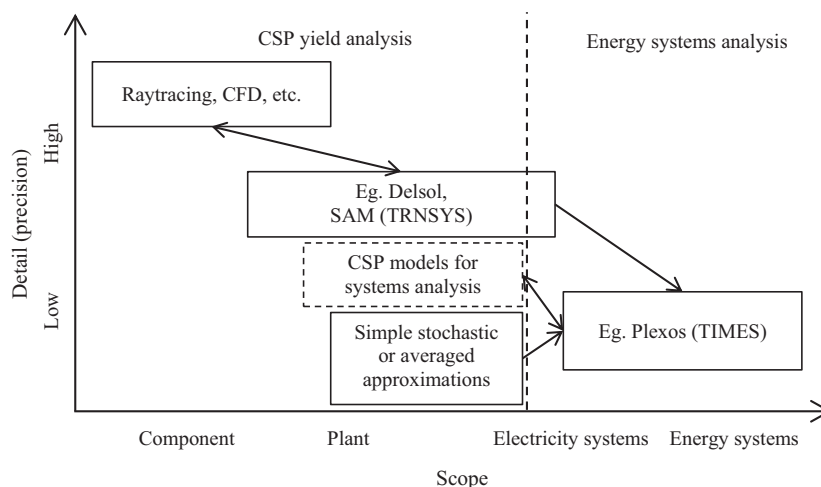 CSP yield analysis
Energy systems analysis
Raytracing, CFD, etc.
High
Eg. Delsol,
SAM (TRNSYS)
Detail (precision)
CSP models for
systems analysis
Low
Simple stochastic
or averaged
approximations
Eg. Plexos (TIMES)
Component
Plant
Electricity systems
Energy systems
Scope